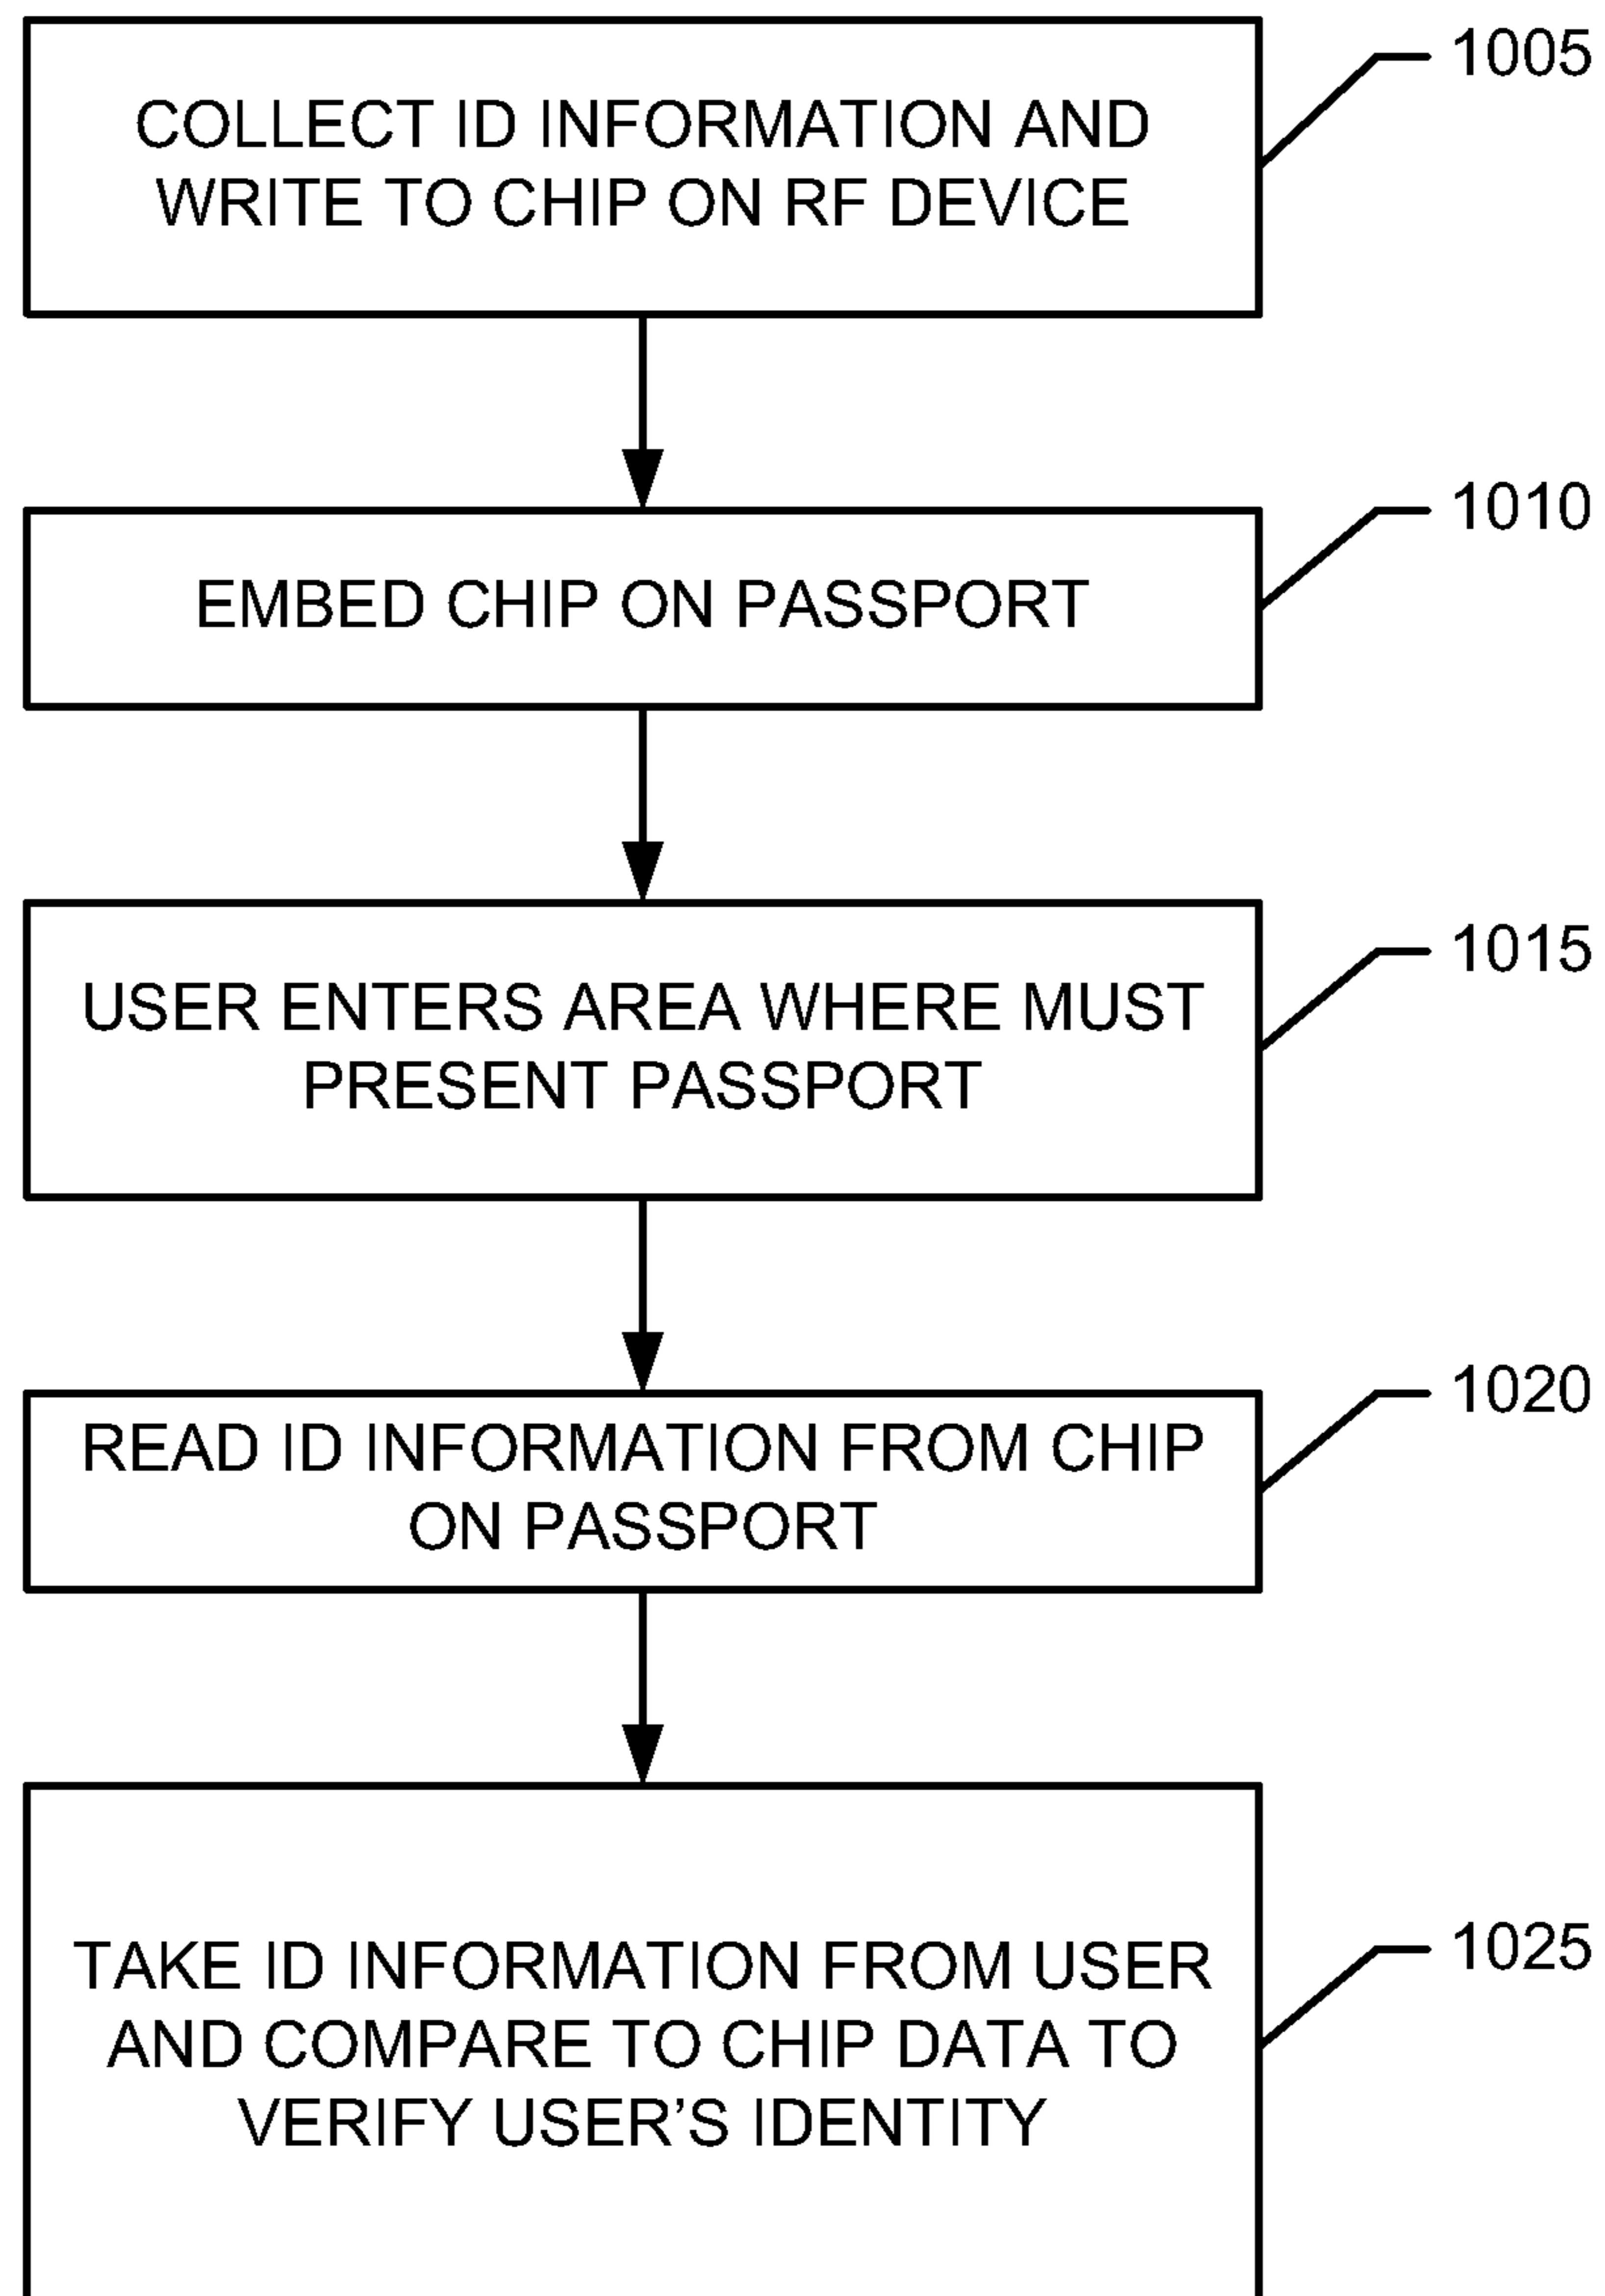 1005
COLLECT ID INFORMATION AND
WRITE TO CHIP ON RF DEVICE
1010
EMBED CHIP ON PASSPORT
1015
USER ENTERS AREA WHERE MUST
PRESENT PASSPORT
1020
READ ID INFORMATION FROM CHIP
ON PASSPORT
1025
TAKE ID INFORMATION FROM USER
AND COMPARE TO CHIP DATA TO
VERIFY USER’S IDENTITY